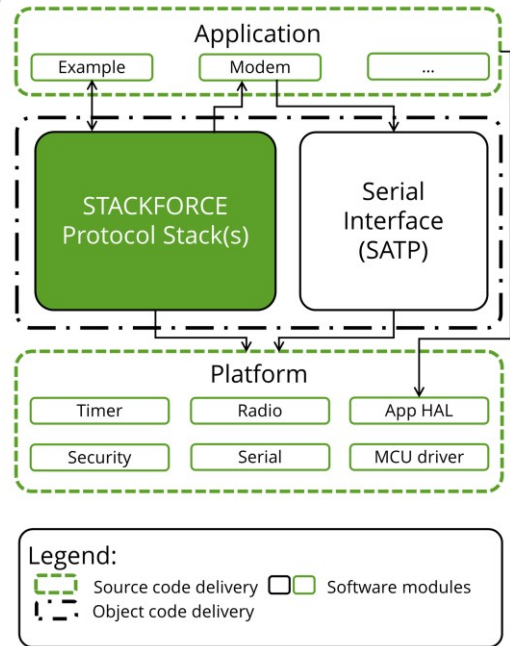 Application
Example
Modem
...
STACKFORCE
Protocol Stack(s)
Serial
Interface
(SATP)
Platform
Timer
Radio
App HAL
Security
Serial
MCU driver
Legend:
Source code delivery
Software modules
Object code delivery